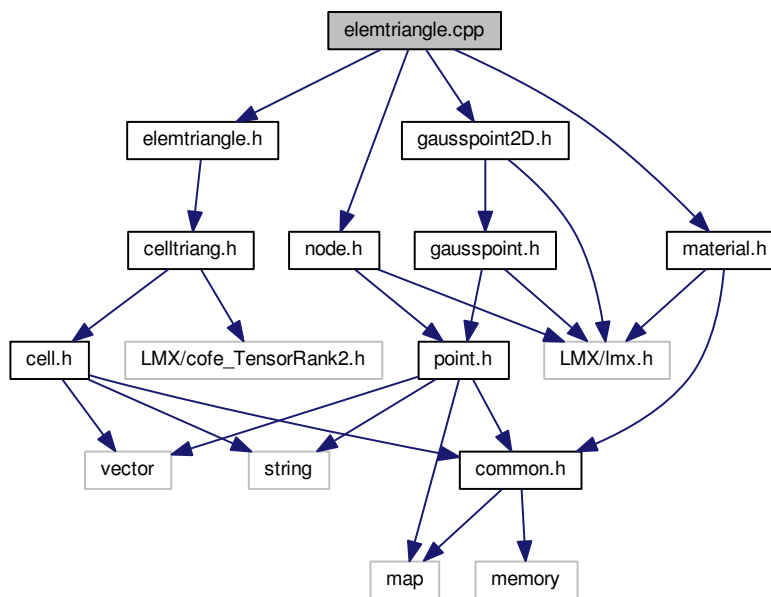 elemtriangle.cpp
elemtriangle.h
gausspoint2D.h
celltriang.h
node.h
gausspoint.h
material.h
cell.h
LMX/cofe_TensorRank2.h
point.h
LMX/lmx.h
vector
string
common.h
map
memory